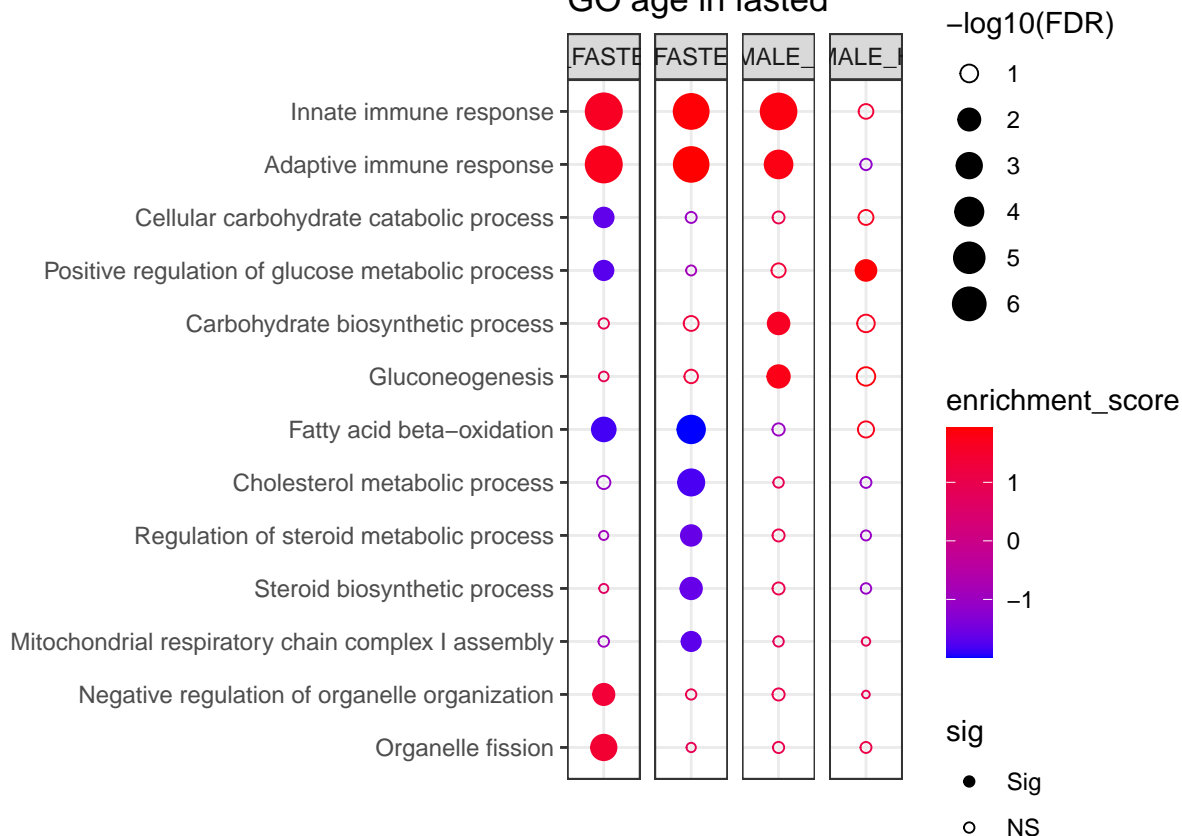 GO age in fasted
_FASTE FASTE MALE_ MALE_H
Innate immune response
Adaptive immune response
Cellular carbohydrate catabolic process
Positive regulation of glucose metabolic process
Carbohydrate biosynthetic process
Gluconeogenesis
Fatty acid beta−oxidation
Cholesterol metabolic process
Regulation of steroid metabolic process
Steroid biosynthetic process
Mitochondrial respiratory chain complex I assembly
Negative regulation of organelle organization
Organelle fission
−log10(FDR)
1
2
3
4
5
6
enrichment_score
1
0
−1
sig
Sig
NS